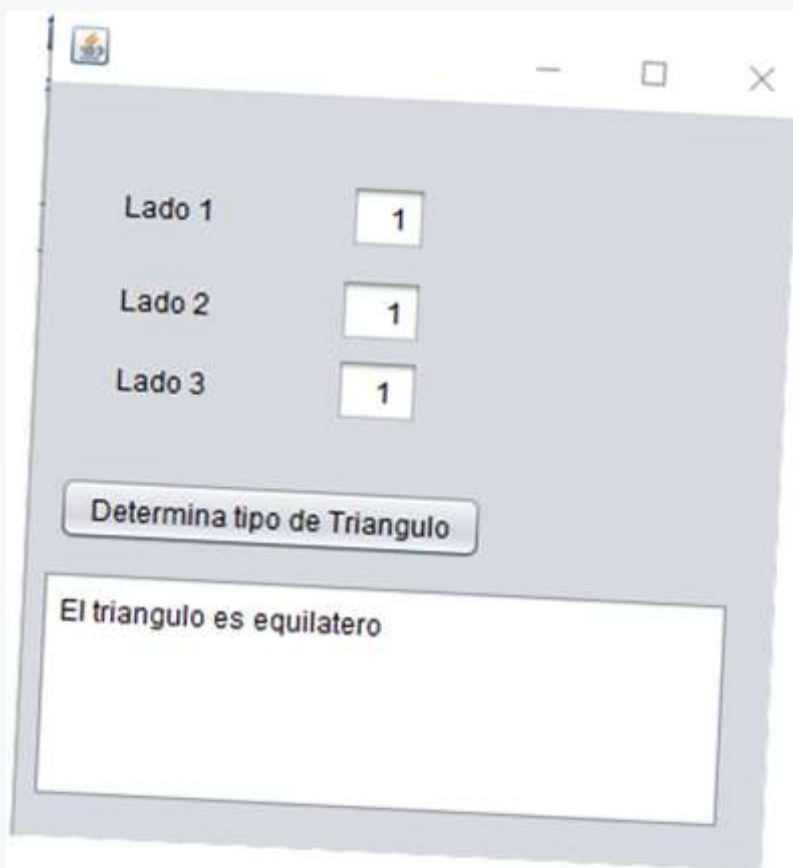 Lado 1 1
Lado 2 1
Lado 3 1
Determina tipo de Triangulo
El triangulo es equilatero